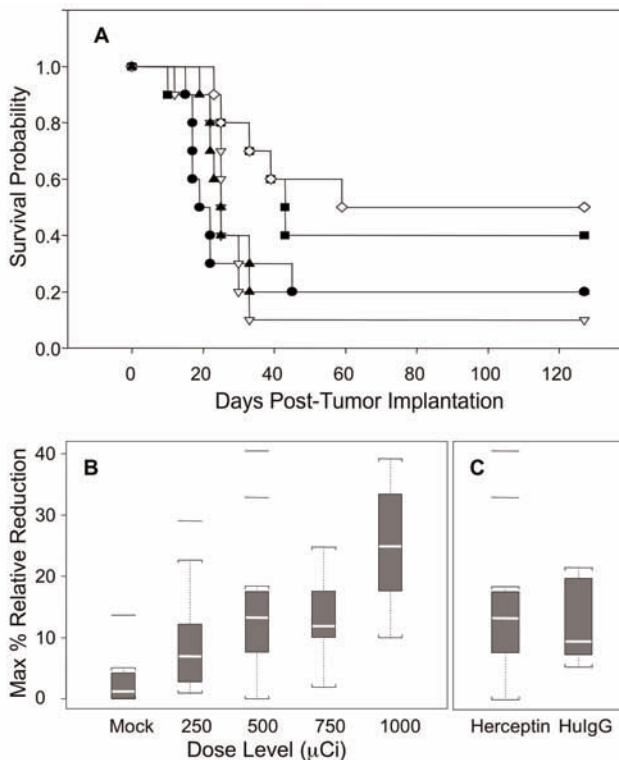 A
1.0
0.8
0.6
0.4
0.2
0.0
Survival Probability
0 20 40 60 80 100 120
Days Post-Tumor Implantation
B
C
40
30
20
10
0
Max % Relative Reduction
Mock 250 500 750 1000
Dose Level (μCi)
Herceptin HuIgG